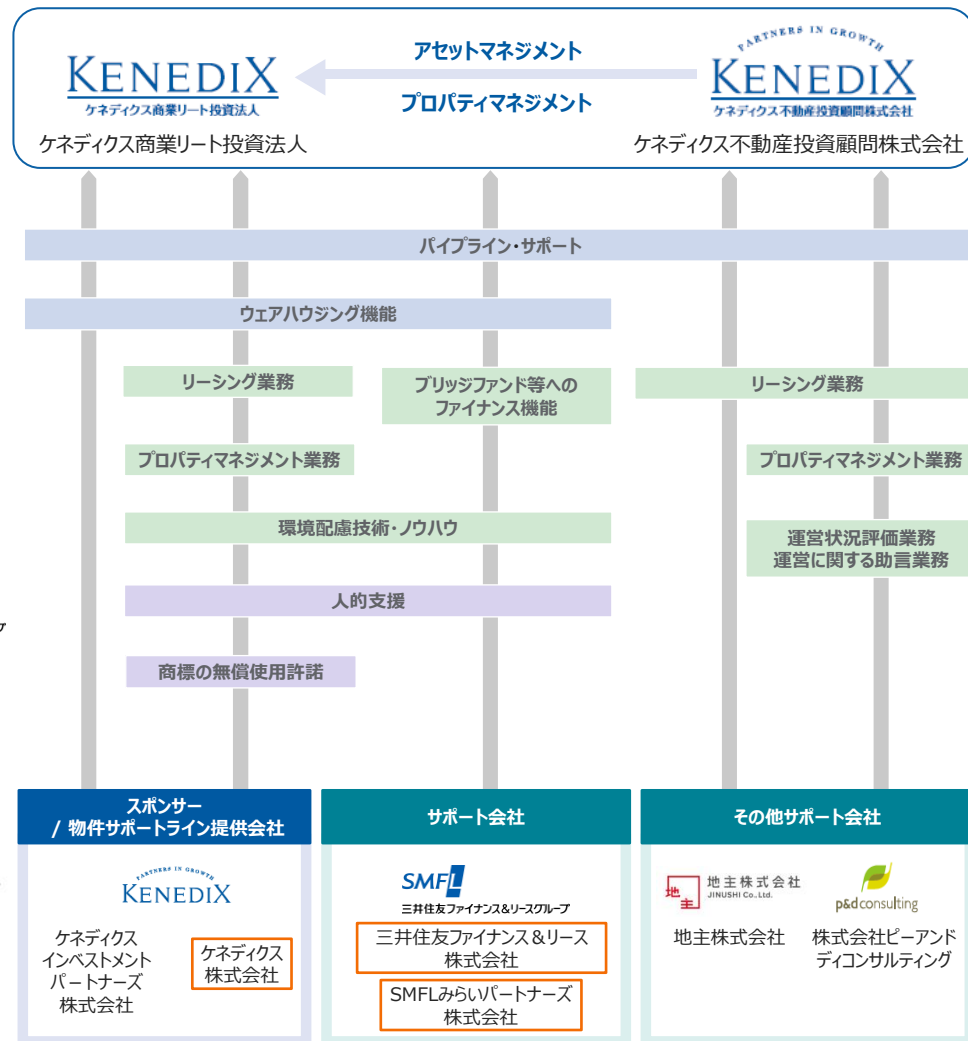 KENEDIX
ケネディクス商業リート投資法人
ケネディクス商業リート投資法人
アセットマネジメント
プロパティマネジメント
PARTNERS IN GROWTH
KENEDIX
ケネディクス不動産投資顧問株式会社
ケネディクス不動産投資顧問株式会社
パイプライン・サポート
ウェアハウジング機能
リーシング業務
ブリッジファンド等への
ファイナンス機能
リーシング業務
プロパティマネジメント業務
プロパティマネジメント業務
環境配慮技術・ノウハウ
運営状況評価業務
運営に関する助言業務
人的支援
商標の無償使用許諾
スポンサー
/ 物件サポートライン提供会社
PARTNERS IN GROWTH
KENEDIX
ケネディクス
インベストメント
パートナーズ
株式会社
ケネディクス
株式会社
サポート会社
SMFL
三井住友ファイナンス&リースグループ
三井住友ファイナンス&リース
株式会社
SMFLみらいパートナーズ
株式会社
その他サポート会社
地主
地主株式会社
JINUSHI Co., Ltd.
地主株式会社
p&dconsulting
株式会社ピーアンド
ディコンサルティング